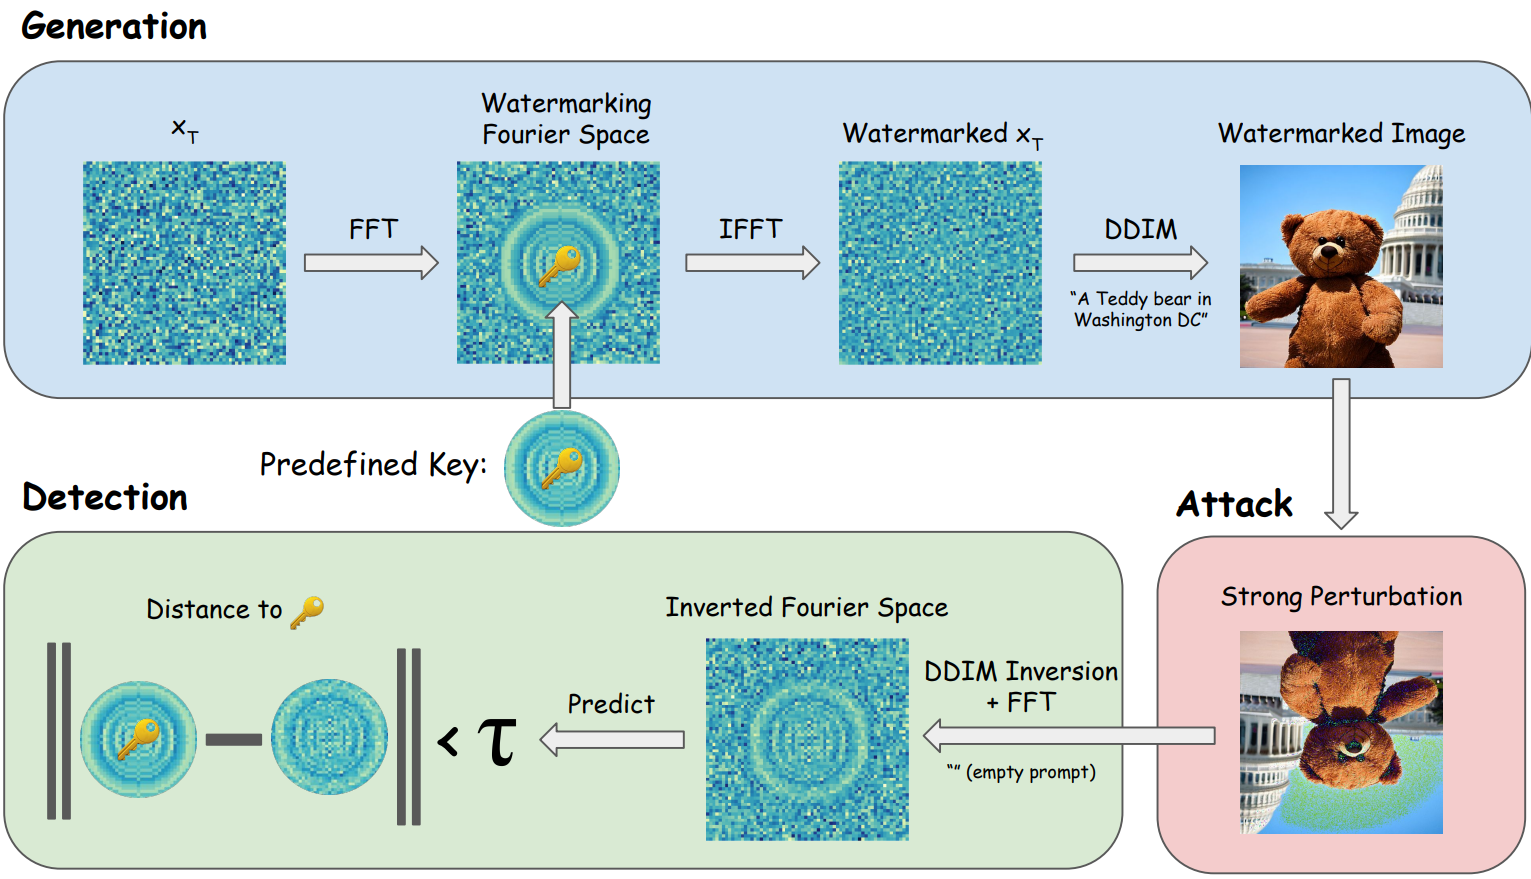 Generation
x_T
Watermarking
Fourier Space
Watermarked x_T
Watermarked Image
FFT
IFFT
DDIM
“A Teddy bear in
Washington DC”
Predefined Key:
Detection
Attack
Distance to
Inverted Fourier Space
Strong Perturbation
DDIM Inversion
+ FFT
Predict
< τ
“” (empty prompt)